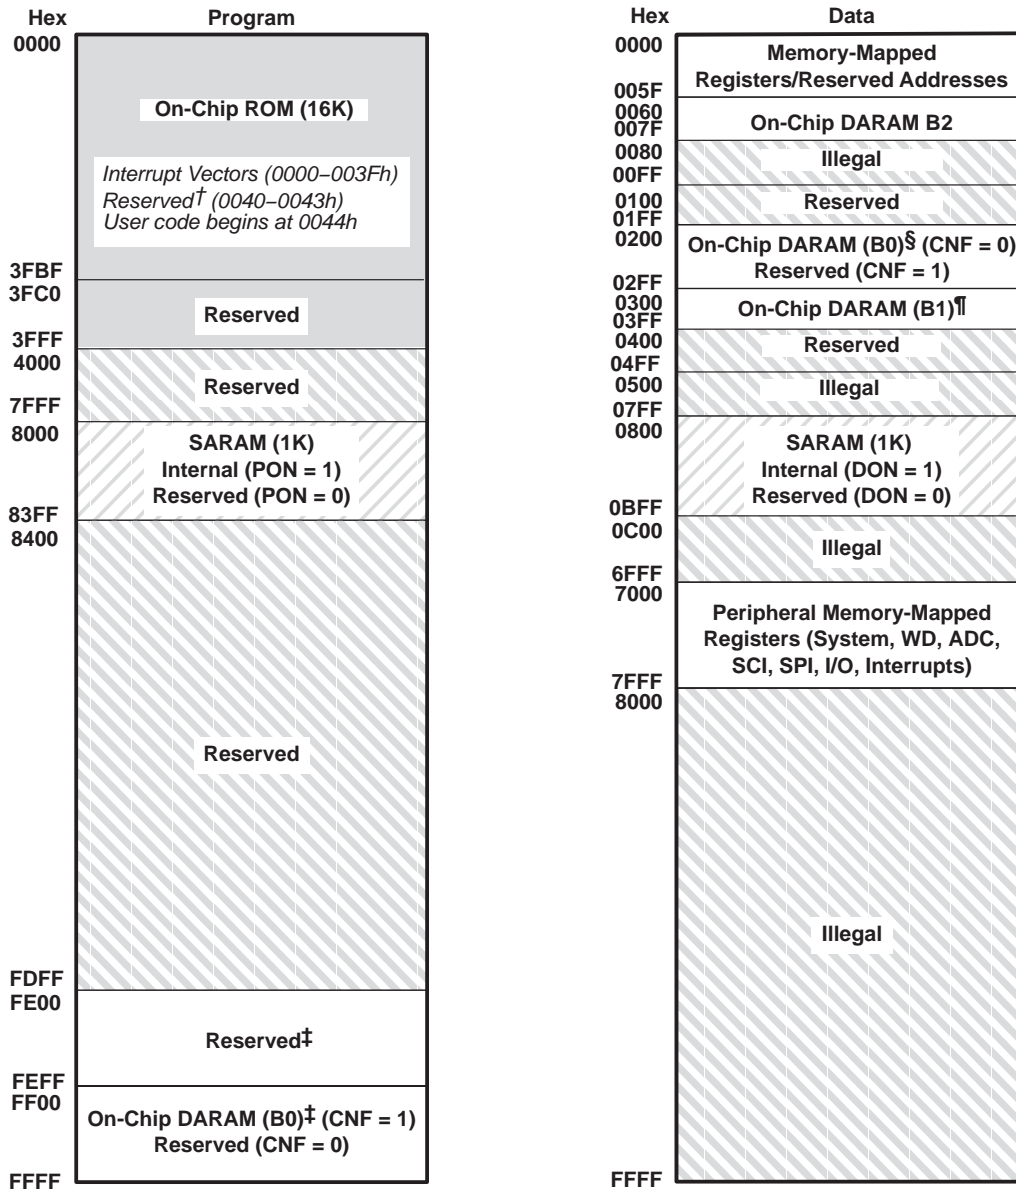 Hex
Program
0000
On-Chip ROM (16K)
Interrupt Vectors (0000–003Fh)
Reserved† (0040–0043h)
User code begins at 0044h
3FBF
3FC0
Reserved
3FFF
4000
Reserved
7FFF
8000
SARAM (1K)
Internal (PON = 1)
Reserved (PON = 0)
83FF
8400
Reserved
FDFF
FE00
Reserved‡
FEFF
FF00
On-Chip DARAM (B0)‡ (CNF = 1)
Reserved (CNF = 0)
FFFF
Hex
Data
0000
Memory-Mapped
Registers/Reserved Addresses
005F
0060
On-Chip DARAM B2
007F
0080
Illegal
00FF
0100
Reserved
01FF
0200
On-Chip DARAM (B0)§ (CNF = 0)
Reserved (CNF = 1)
02FF
0300
On-Chip DARAM (B1)¶
03FF
0400
Reserved
04FF
0500
Illegal
07FF
0800
SARAM (1K)
Internal (DON = 1)
Reserved (DON = 0)
0BFF
0C00
Illegal
6FFF
7000
Peripheral Memory-Mapped
Registers (System, WD, ADC,
SCI, SPI, I/O, Interrupts)
7FFF
8000
Illegal
FFFF